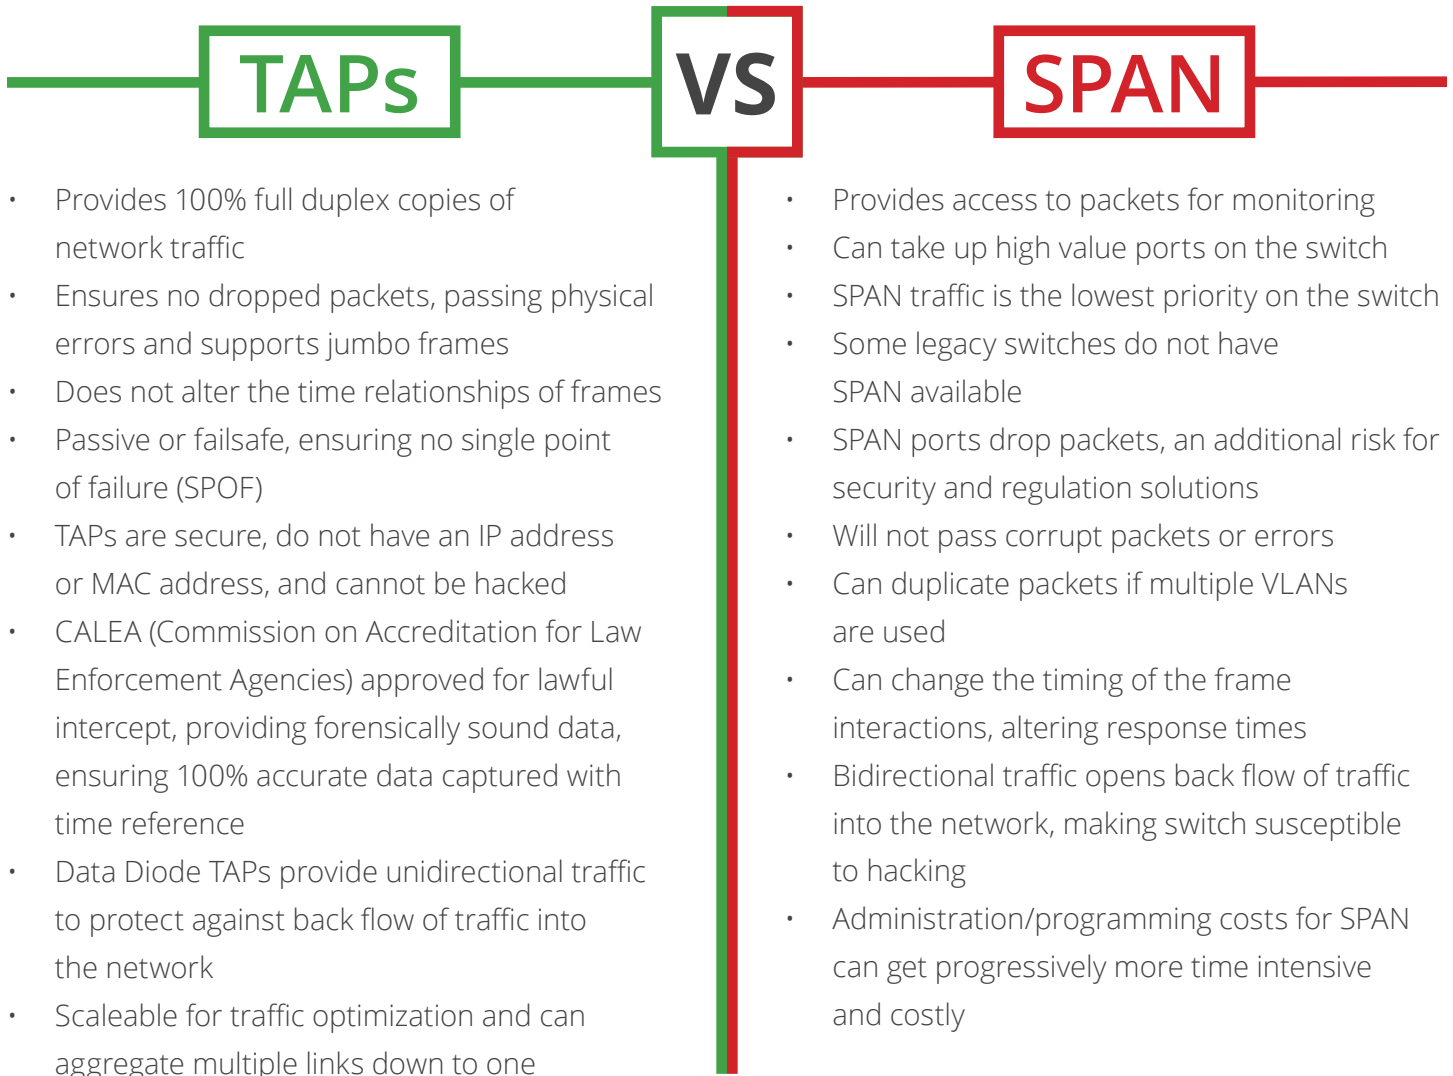 TAPs
VS
SPAN
• Provides 100% full duplex copies of
network traffic
• Ensures no dropped packets, passing physical
errors and supports jumbo frames
• Does not alter the time relationships of frames
• Passive or failsafe, ensuring no single point
of failure (SPOF)
• TAPs are secure, do not have an IP address
or MAC address, and cannot be hacked
• CALEA (Commission on Accreditation for Law
Enforcement Agencies) approved for lawful
intercept, providing forensically sound data,
ensuring 100% accurate data captured with
time reference
• Data Diode TAPs provide unidirectional traffic
to protect against back flow of traffic into
the network
• Scaleable for traffic optimization and can
aggregate multiple links down to one
• Provides access to packets for monitoring
• Can take up high value ports on the switch
• SPAN traffic is the lowest priority on the switch
• Some legacy switches do not have
SPAN available
• SPAN ports drop packets, an additional risk for
security and regulation solutions
• Will not pass corrupt packets or errors
• Can duplicate packets if multiple VLANs
are used
• Can change the timing of the frame
interactions, altering response times
• Bidirectional traffic opens back flow of traffic
into the network, making switch susceptible
to hacking
• Administration/programming costs for SPAN
can get progressively more time intensive
and costly